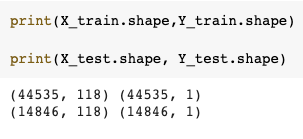 print(X_train.shape,Y_train.shape)
print(X_test.shape, Y_test.shape)
(44535, 118) (44535, 1)
(14846, 118) (14846, 1)